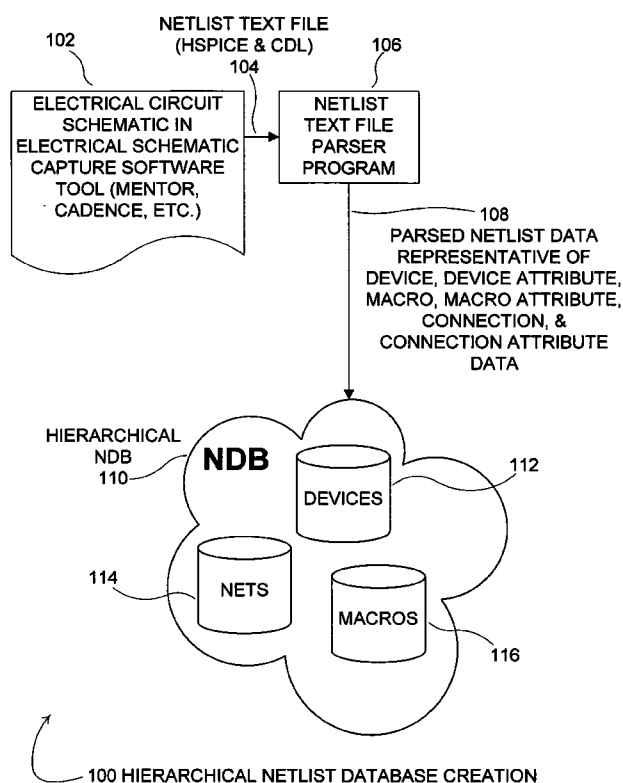 NETLIST TEXT FILE
(HSPICE & CDL)
102
104
106
ELECTRICAL CIRCUIT
SCHEMATIC IN
ELECTRICAL SCHEMATIC
CAPTURE SOFTWARE
TOOL (MENTOR,
CADENCE, ETC.)
NETLIST
TEXT FILE
PARSER
PROGRAM
108
PARSED NETLIST DATA
REPRESENTATIVE OF
DEVICE, DEVICE ATTRIBUTE,
MACRO, MACRO ATTRIBUTE,
CONNECTION, &
CONNECTION ATTRIBUTE
DATA
HIERARCHICAL
NDB
110
NDB
DEVICES
112
114
NETS
MACROS
116
100 HIERARCHICAL NETLIST DATABASE CREATION